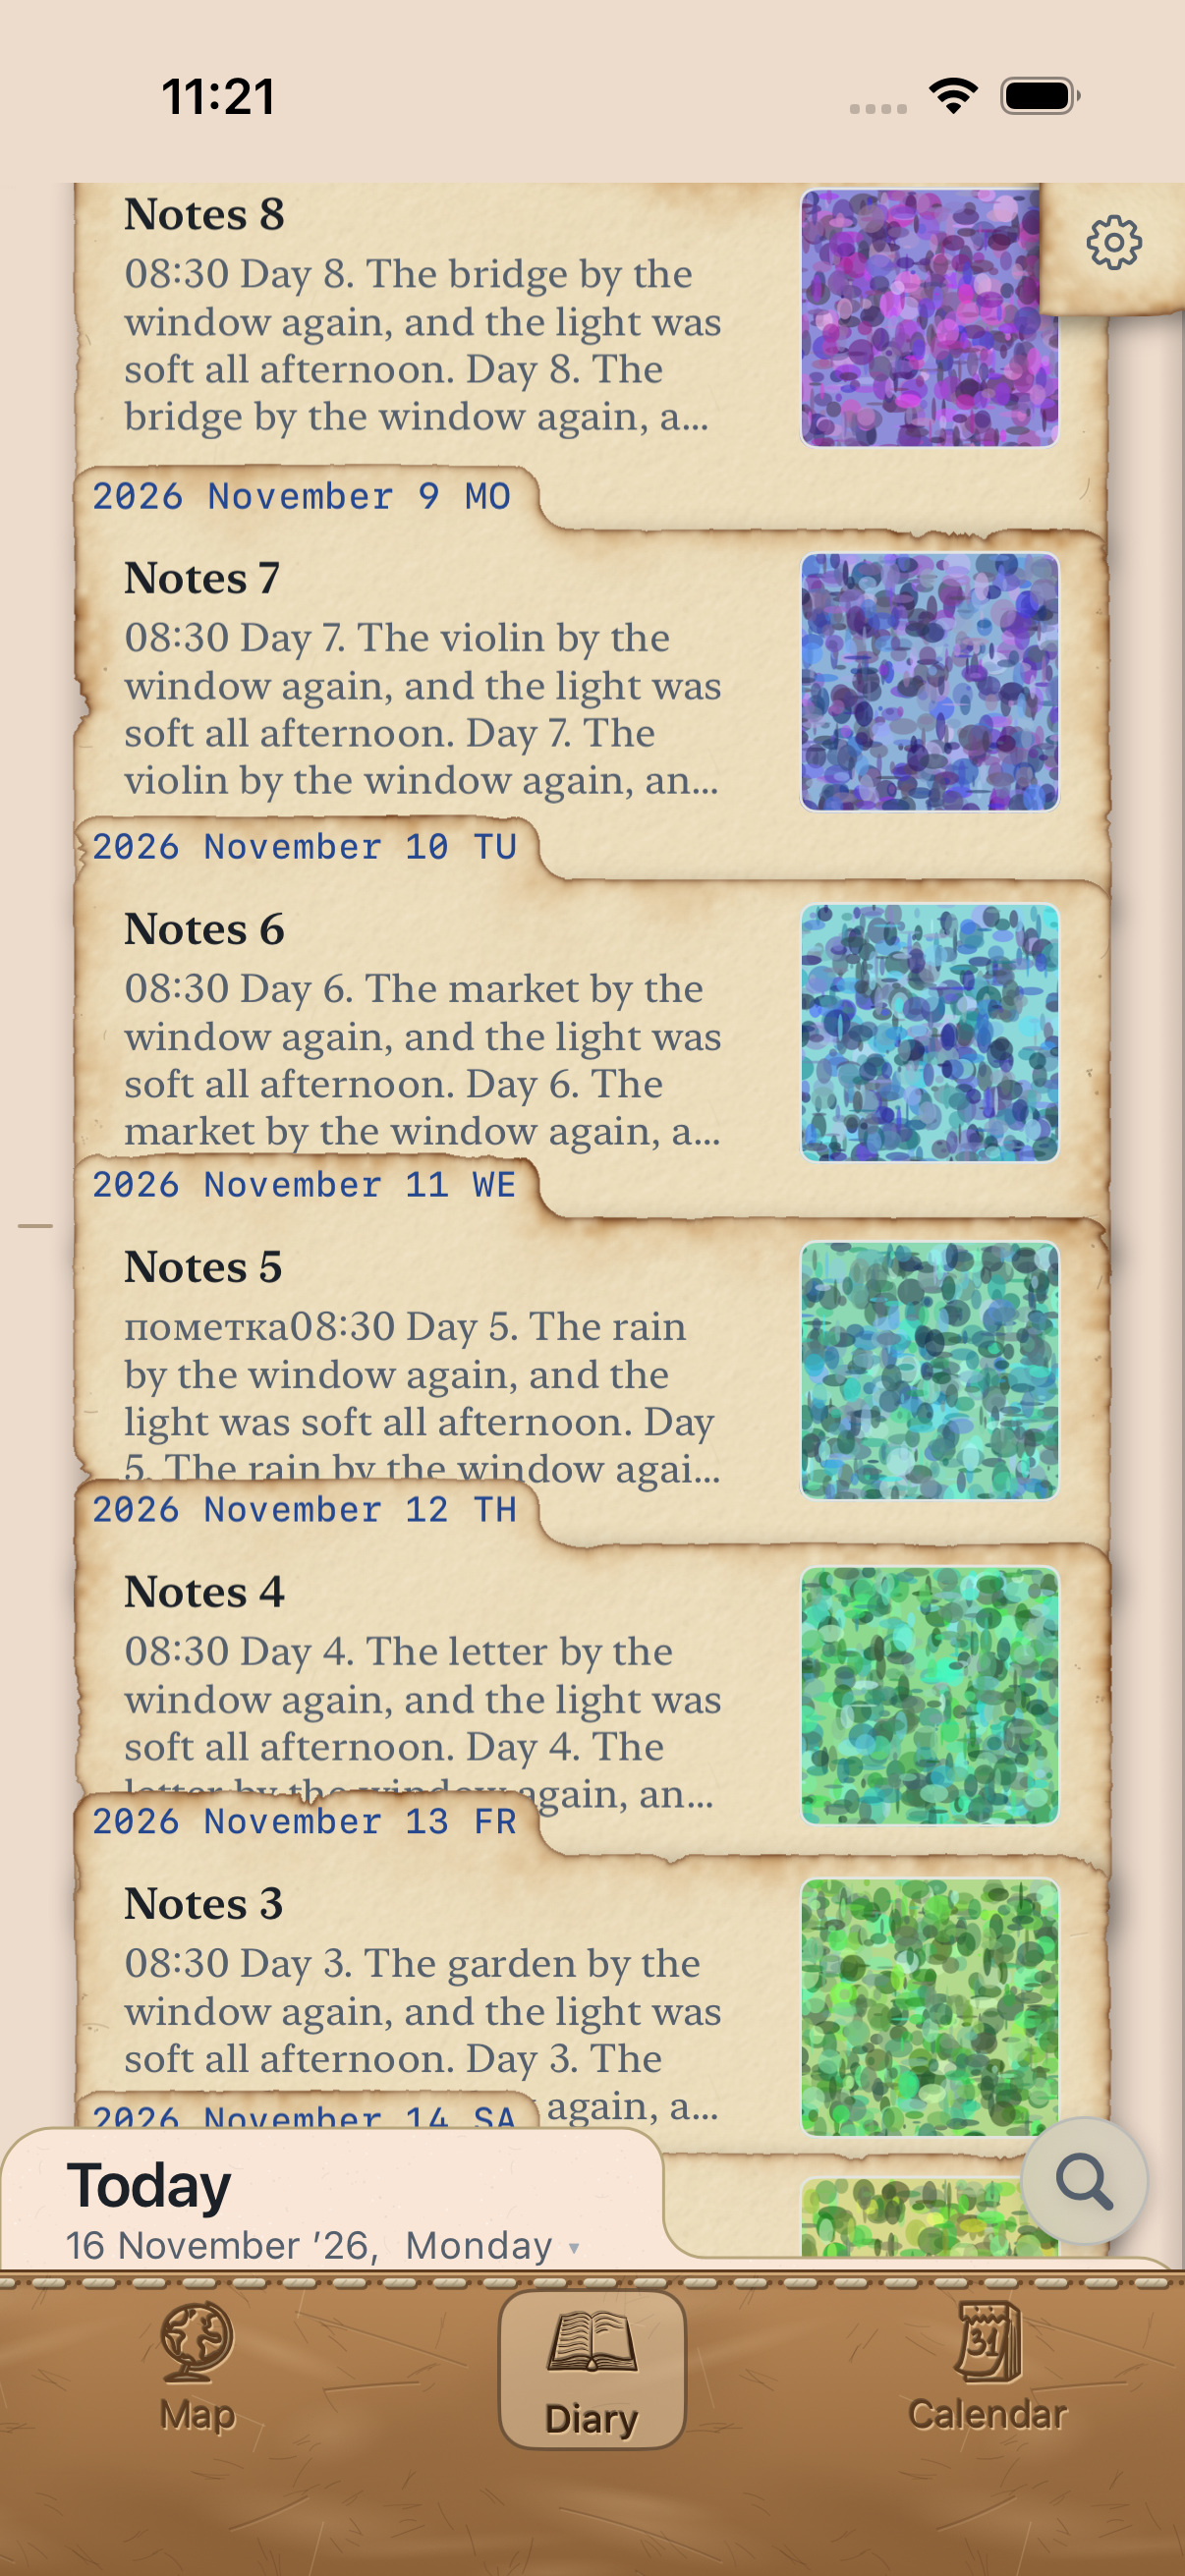 11:21
Notes 8
08:30 Day 8. The bridge by the
window again, and the light was
soft all afternoon. Day 8. The
bridge by the window again, a...
2026 November 9 MO
Notes 7
08:30 Day 7. The violin by the
window again, and the light was
soft all afternoon. Day 7. The
violin by the window again, an...
2026 November 10 TU
Notes 6
08:30 Day 6. The market by the
window again, and the light was
soft all afternoon. Day 6. The
market by the window again, a...
2026 November 11 WE
Notes 5
пометка08:30 Day 5. The rain
by the window again, and the
light was soft all afternoon. Day
5. The rain by the window agai...
2026 November 12 TH
Notes 4
08:30 Day 4. The letter by the
window again, and the light was
soft all afternoon. Day 4. The
letter by the window again, an...
2026 November 13 FR
Notes 3
08:30 Day 3. The garden by the
window again, and the light was
soft all afternoon. Day 3. The
again, a...
2026 November 14 SA
Today
16 November ’26, Monday
31
Map
Diary
Calendar